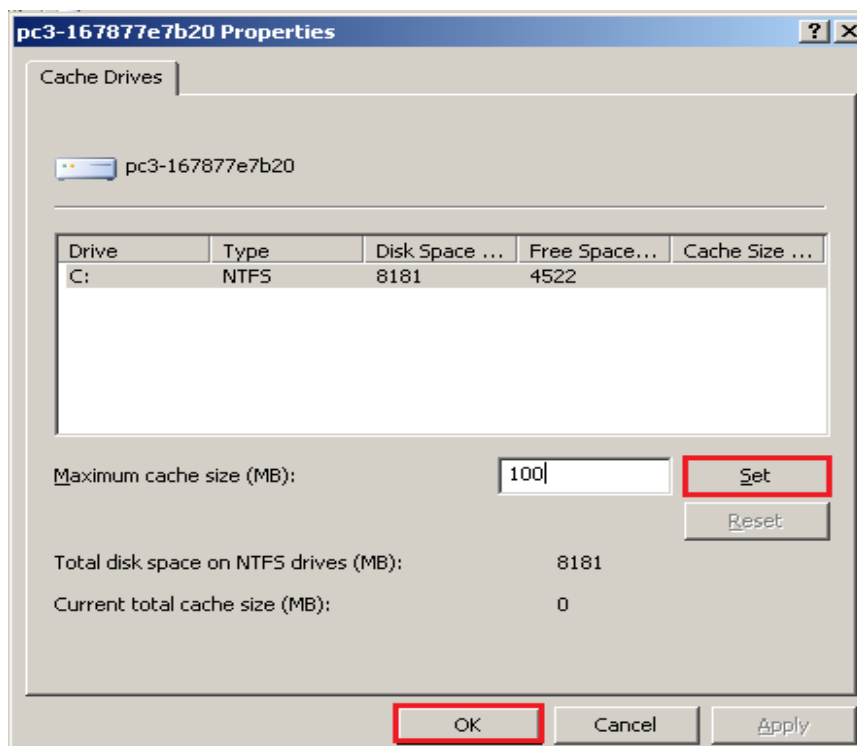 pc3-167877e7b20 Properties
Cache Drives
pc3-167877e7b20
Drive Type Disk Space ... Free Space... Cache Size ...
C: NTFS 8181 4522
Maximum cache size (MB): 100 Set
Reset
Total disk space on NTFS drives (MB): 8181
Current total cache size (MB): 0
OK Cancel Apply